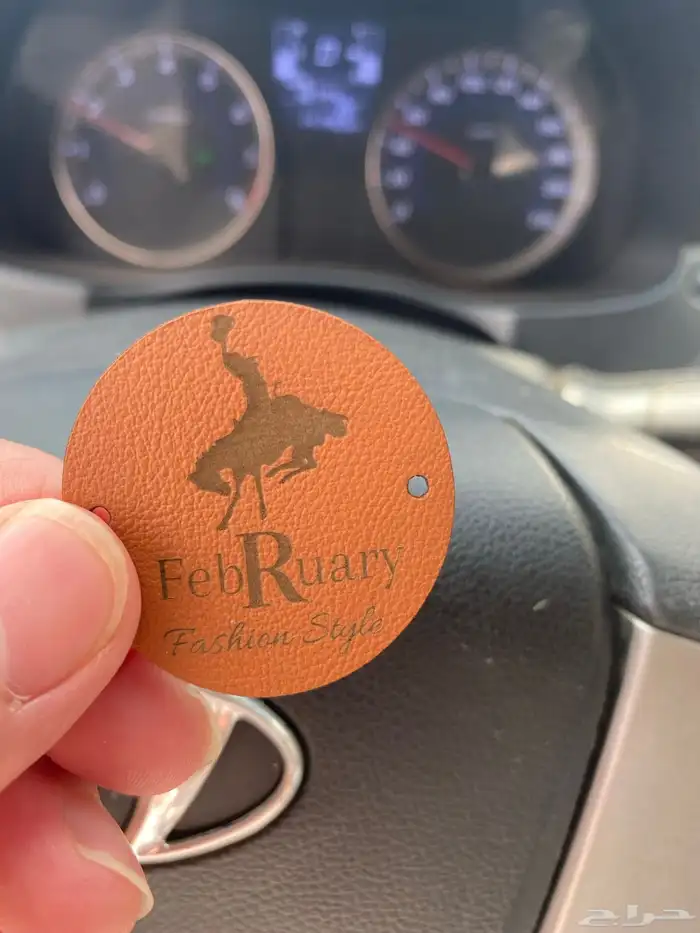 FebRuary
Fashion Style
حراج